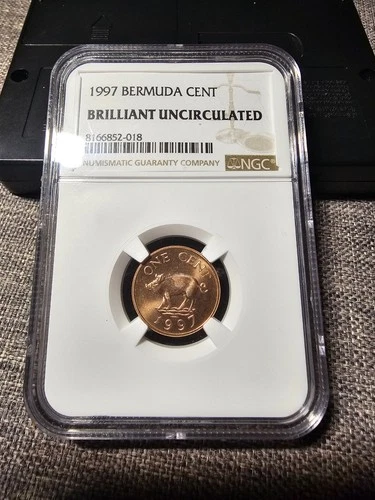 1997 BERMUDA CENT
BRILLIANT UNCIRCULATED
8166852-018
NUMISMATIC GUARANTY COMPANY
NGC
ONE CENT
1997